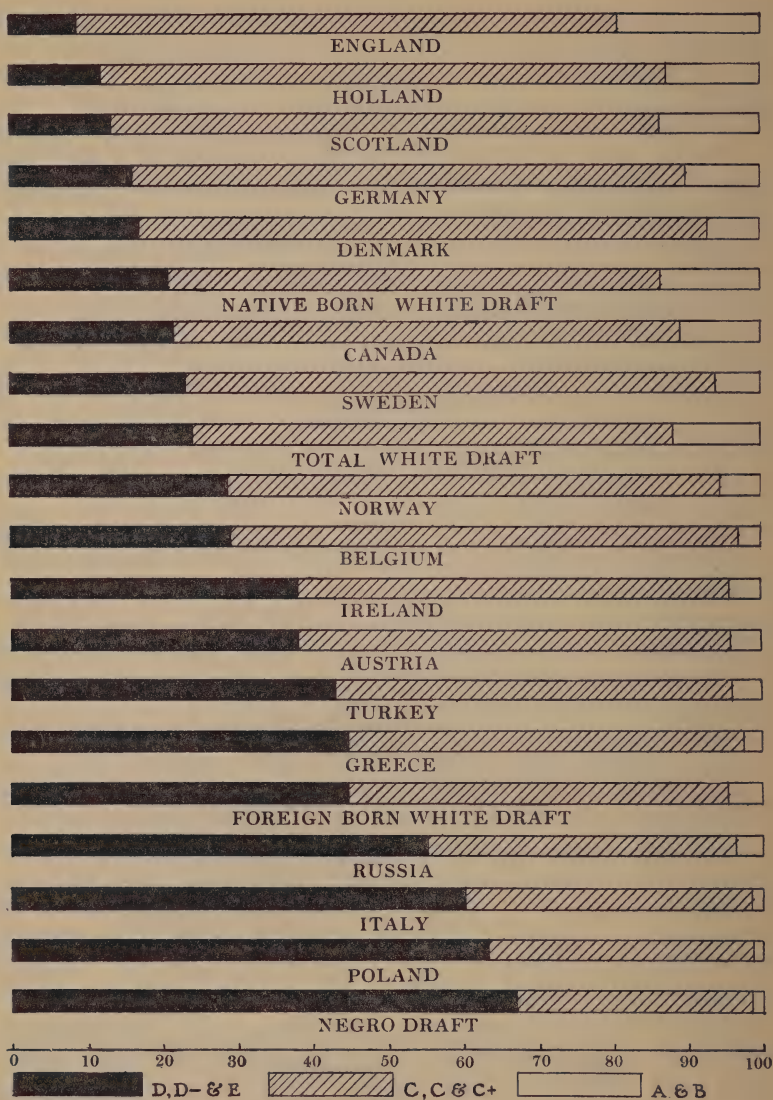 ENGLAND
HOLLAND
SCOTLAND
GERMANY
DENMARK
NATIVE BORN WHITE DRAFT
CANADA
SWEDEN
TOTAL WHITE DRAFT
NORWAY
BELGIUM
IRELAND
AUSTRIA
TURKEY
GREECE
FOREIGN BORN WHITE DRAFT
RUSSIA
ITALY
POLAND
NEGRO DRAFT
0 10 20 30 40 50 60 70 80 90 100
D, D- & E C, C & C+ A & B